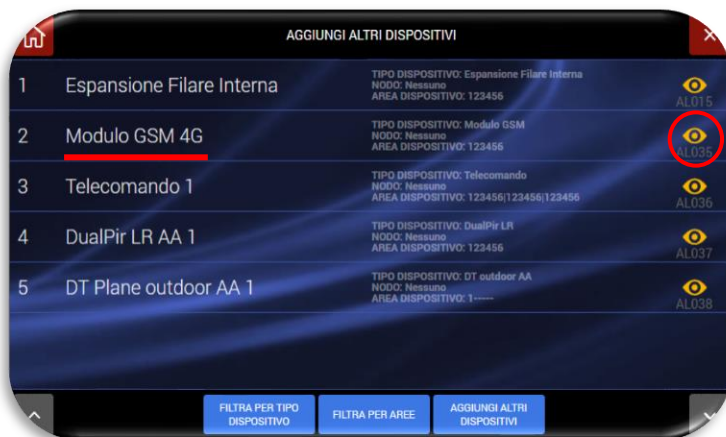 AGGIUNGI ALTRI DISPOSITIVI
1
Espansione Filare Interna
TIPO DISPOSITIVO: Espansione Filare Interna
NODO: Nessuno
AREA DISPOSITIVO: 123456
AL015
2
Modulo GSM 4G
TIPO DISPOSITIVO: Modulo GSM
NODO: Nessuno
AREA DISPOSITIVO: 123456
AL035
3
Telecomando 1
TIPO DISPOSITIVO: Telecomando
NODO: Nessuno
AREA DISPOSITIVO: 123456|123456|123456
AL036
4
DualPir LR AA 1
TIPO DISPOSITIVO: DualPir LR
NODO: Nessuno
AREA DISPOSITIVO: 123456
AL037
5
DT Plane outdoor AA 1
TIPO DISPOSITIVO: DT outdoor AA
NODO: Nessuno
AREA DISPOSITIVO: 1-----
AL038
FILTRA PER TIPO
DISPOSITIVO
FILTRA PER AREE
AGGIUNGI ALTRI
DISPOSITIVI